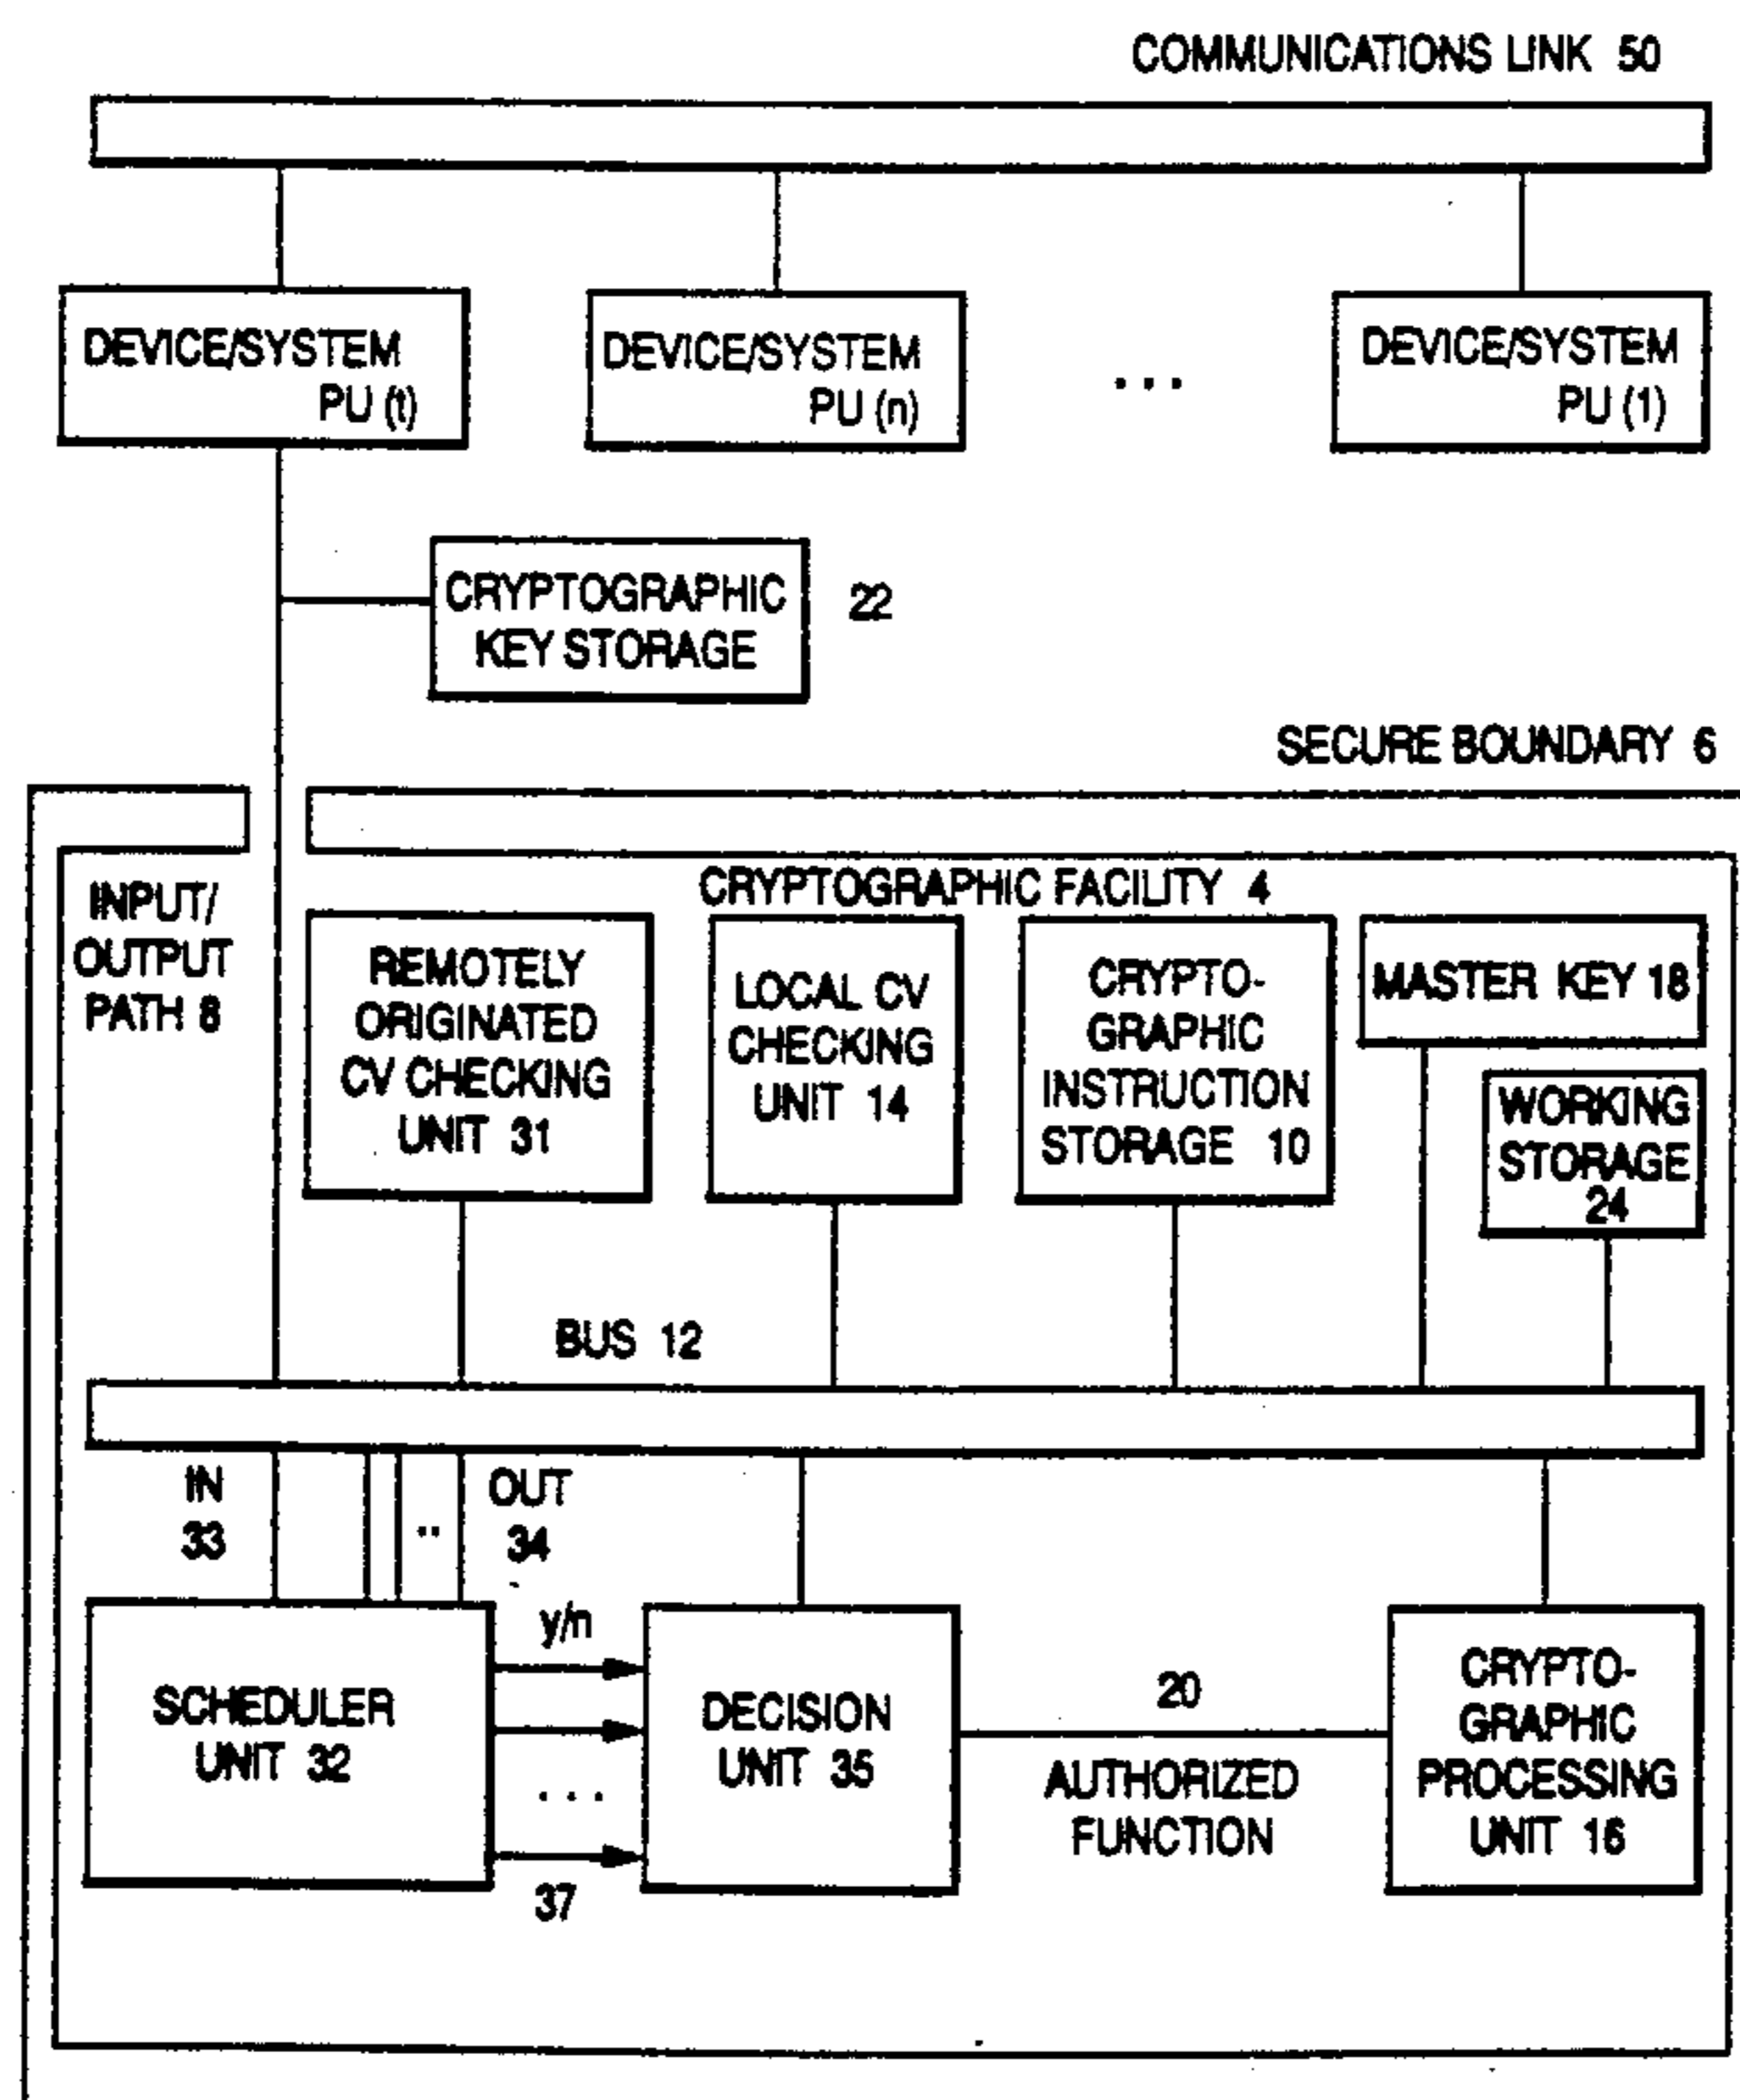 COMMUNICATIONS LINK 50
DEVICE/SYSTEM
PU (t)
DEVICE/SYSTEM
PU (n)
. . .
DEVICE/SYSTEM
PU (1)
CRYPTOGRAPHIC
KEY STORAGE
22
SECURE BOUNDARY 6
INPUT/
OUTPUT
PATH 8
CRYPTOGRAPHIC FACILITY 4
REMOTELY
ORIGINATED
CV CHECKING
UNIT 31
LOCAL CV
CHECKING
UNIT 14
CRYPTO-
GRAPHIC
INSTRUCTION
STORAGE 10
MASTER KEY 18
WORKING
STORAGE
24
BUS 12
IN
33
..
OUT
34
SCHEDULER
UNIT 32
y/n
. . .
37
DECISION
UNIT 35
20
AUTHORIZED
FUNCTION
CRYPTO-
GRAPHIC
PROCESSING
UNIT 16